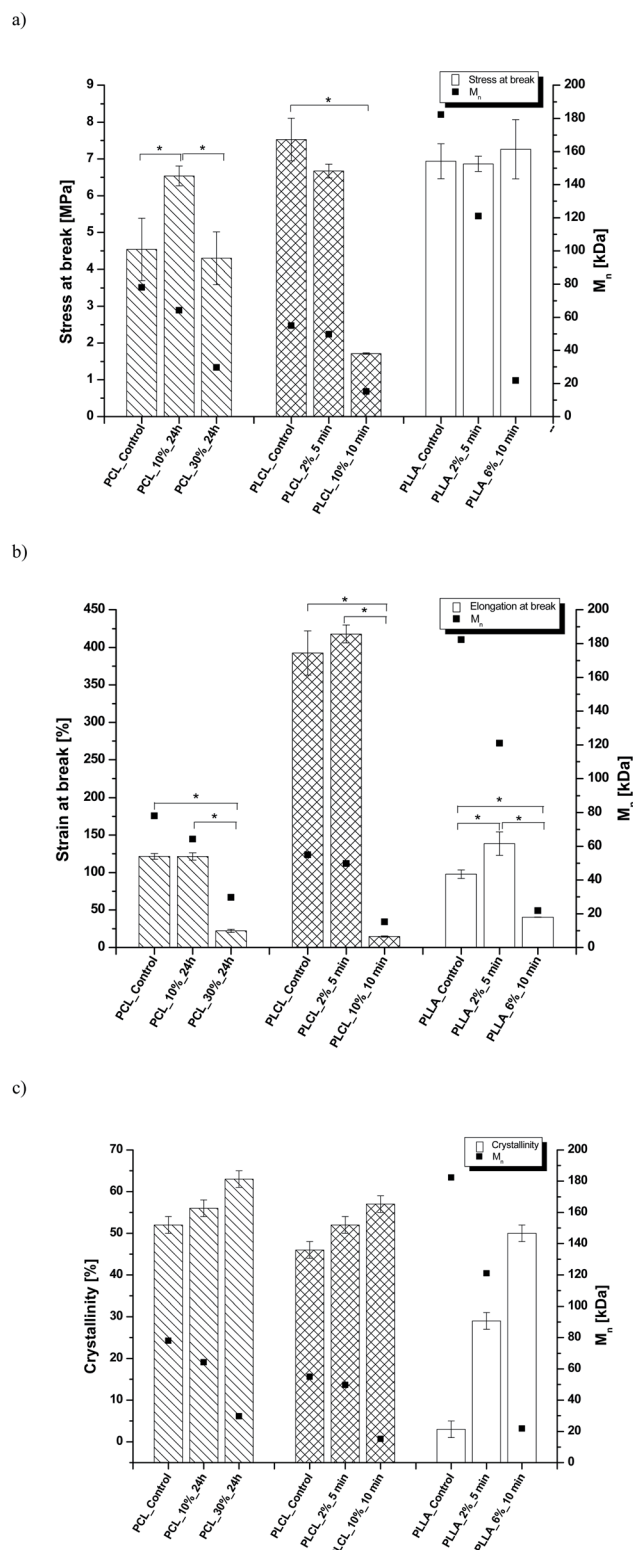 a)
Stress at break
Mn
9
8
7
6
5
4
3
2
1
0
Stress at break [MPa]
200
180
160
140
120
100
80
60
40
20
0
Mn [kDa]
* * *
PCL_Control
PCL_10%_24h
PCL_30%_24h
PLCL_Control
PLCL_2%_5 min
PLCL_10%_10 min
PLLA_Control
PLLA_2%_5 min
PLLA_6%_10 min
--
b)
Elongation at break
Mn
450
400
350
300
250
200
150
100
50
0
Strain at break [%]
200
180
160
140
120
100
80
60
40
20
0
Mn [kDa]
* *
* *
* * *
PCL_Control
PCL_10%_24h
PCL_30%_24h
PLCL_Control
PLCL_2%_5 min
PLCL_10%_10 min
PLLA_Control
PLLA_2%_5 min
PLLA_6%_10 min
c)
Crystallinity
Mn
70
60
50
40
30
20
10
0
Crystallinity [%]
200
180
160
140
120
100
80
60
40
20
0
Mn [kDa]
PCL_Control
PCL_10%_24h
PCL_30%_24h
PLCL_Control
PLCL_2%_5 min
PLCL_10%_10 min
PLLA_Control
PLLA_2%_5 min
PLLA_6%_10 min